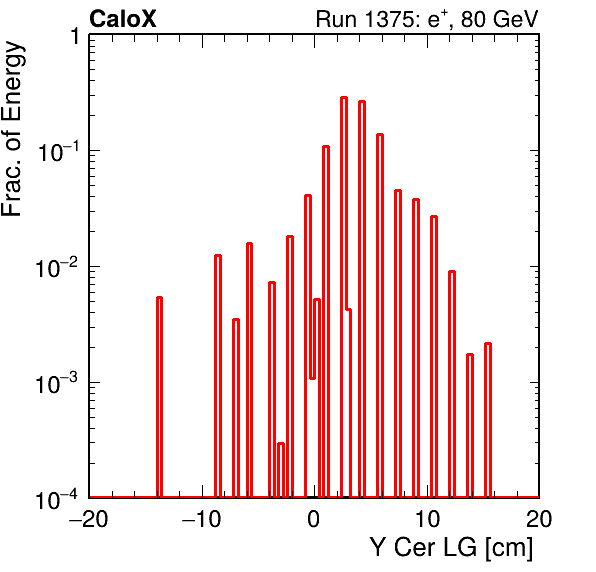 CaloX Run 1375: e⁺, 80 GeV
Frac. of Energy
1
10⁻¹
10⁻²
10⁻³
10⁻⁴
−20 −10 0 10 20
Y Cer LG [cm]